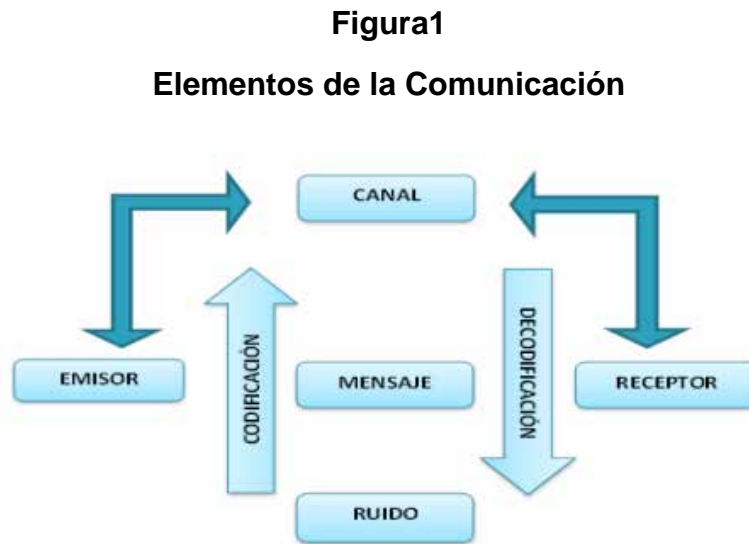 Figura1
Elementos de la Comunicación
CANAL
CODIFICACIÓN
DECODIFICACIÓN
EMISOR
MENSAJE
RECEPTOR
RUIDO